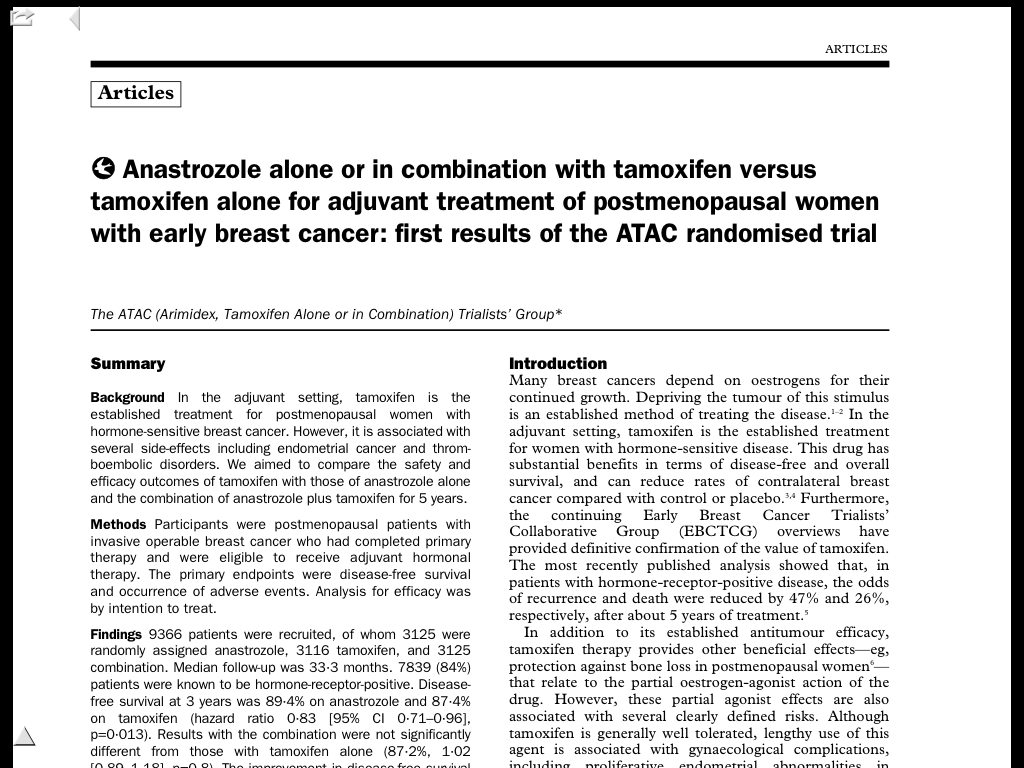 ARTICLES
Articles
Anastrozole alone or in combination with tamoxifen versus
tamoxifen alone for adjuvant treatment of postmenopausal women
with early breast cancer: first results of the ATAC randomised trial
The ATAC (Arimidex, Tamoxifen Alone or in Combination) Trialists’ Group*
Summary
Background In the adjuvant setting, tamoxifen is the
established treatment for postmenopausal women with
hormone-sensitive breast cancer. However, it is associated with
several side-effects including endometrial cancer and throm-
boembolic disorders. We aimed to compare the safety and
efficacy outcomes of tamoxifen with those of anastrozole alone
and the combination of anastrozole plus tamoxifen for 5 years.
Methods Participants were postmenopausal patients with
invasive operable breast cancer who had completed primary
therapy and were eligible to receive adjuvant hormonal
therapy. The primary endpoints were disease-free survival
and occurrence of adverse events. Analysis for efficacy was
by intention to treat.
Findings 9366 patients were recruited, of whom 3125 were
randomly assigned anastrozole, 3116 tamoxifen, and 3125
combination. Median follow-up was 33·3 months. 7839 (84%)
patients were known to be hormone-receptor-positive. Disease-
free survival at 3 years was 89·4% on anastrozole and 87·4%
on tamoxifen (hazard ratio 0·83 [95% CI 0·71–0·96],
p=0·013). Results with the combination were not significantly
different from those with tamoxifen alone (87·2%, 1·02
[0·89–1·18], p=0·8). The improvement in disease-free survival
Introduction
Many breast cancers depend on oestrogens for their
continued growth. Depriving the tumour of this stimulus
is an established method of treating the disease.1–2 In the
adjuvant setting, tamoxifen is the established treatment
for women with hormone-sensitive disease. This drug has
substantial benefits in terms of disease-free and overall
survival, and can reduce rates of contralateral breast
cancer compared with control or placebo.3,4 Furthermore,
the continuing Early Breast Cancer Trialists’
Collaborative Group (EBCTCG) overviews have
provided definitive confirmation of the value of tamoxifen.
The most recently published analysis showed that, in
patients with hormone-receptor-positive disease, the odds
of recurrence and death were reduced by 47% and 26%,
respectively, after about 5 years of treatment.5
In addition to its established antitumour efficacy,
tamoxifen therapy provides other beneficial effects—eg,
protection against bone loss in postmenopausal women6—
that relate to the partial oestrogen-agonist action of the
drug. However, these partial agonist effects are also
associated with several clearly defined risks. Although
tamoxifen is generally well tolerated, lengthy use of this
agent is associated with gynaecological complications,
including proliferative endometrial abnormalities in